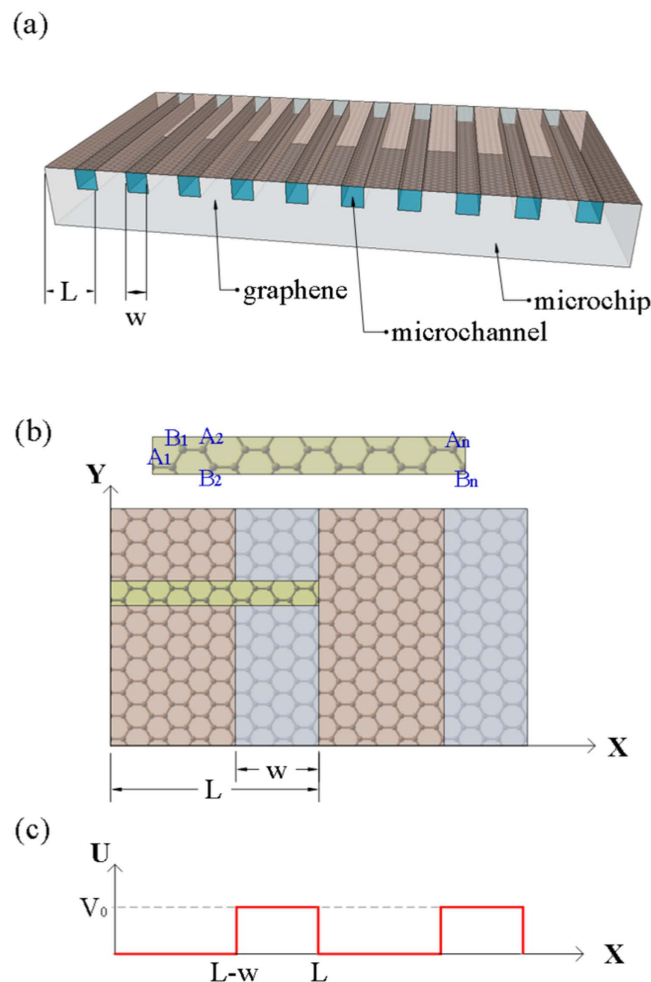 (a)
L
w
graphene
microchannel
microchip
(b)
A1 B1 A2 B2 An Bn
Y
X
w
L
(c)
U
V0
L-w L
X